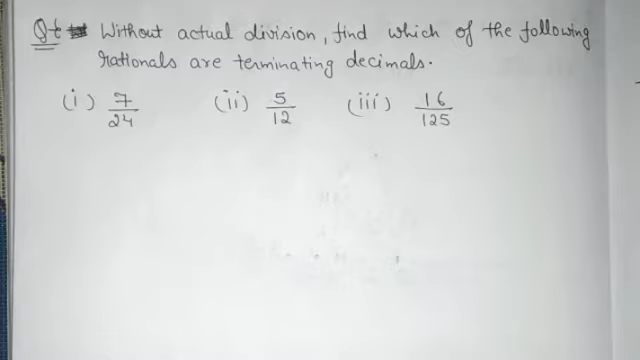 Q1 Without actual division, find which of the following
rationals are terminating decimals.
(i) 7/24 (ii) 5/12 (iii) 16/125